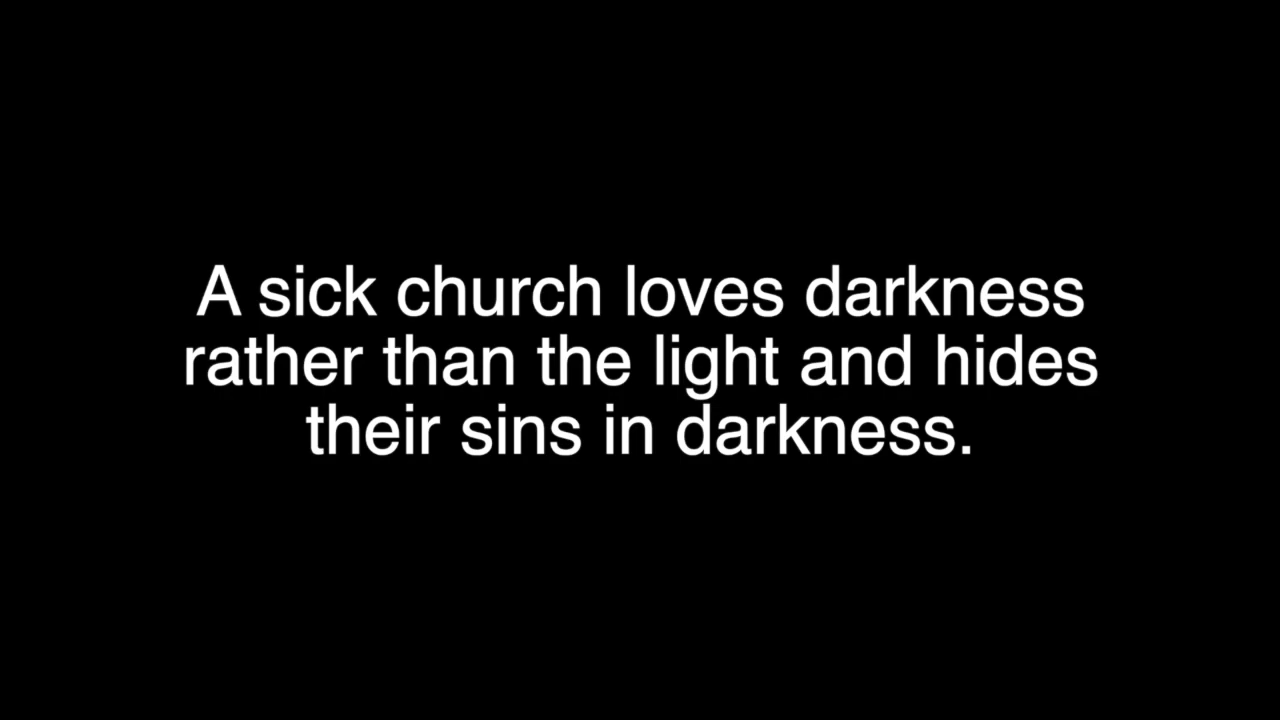 A sick church loves darkness
rather than the light and hides
their sins in darkness.